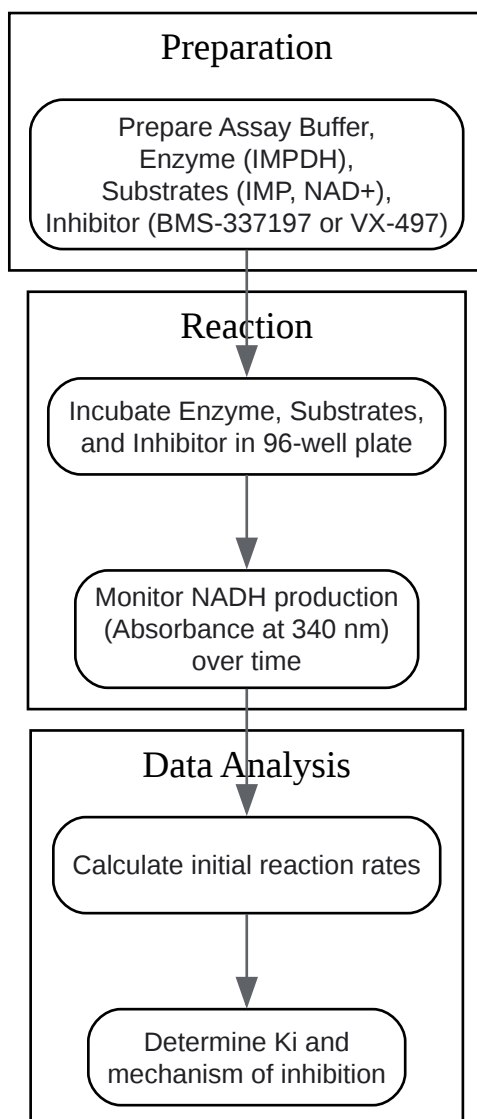 Preparation
Prepare Assay Buffer,
Enzyme (IMPDH),
Substrates (IMP, NAD+),
Inhibitor (BMS-337197 or VX-497)
Reaction
Incubate Enzyme, Substrates,
and Inhibitor in 96-well plate
Monitor NADH production
(Absorbance at 340 nm)
over time
Data Analysis
Calculate initial reaction rates
Determine Ki and
mechanism of inhibition